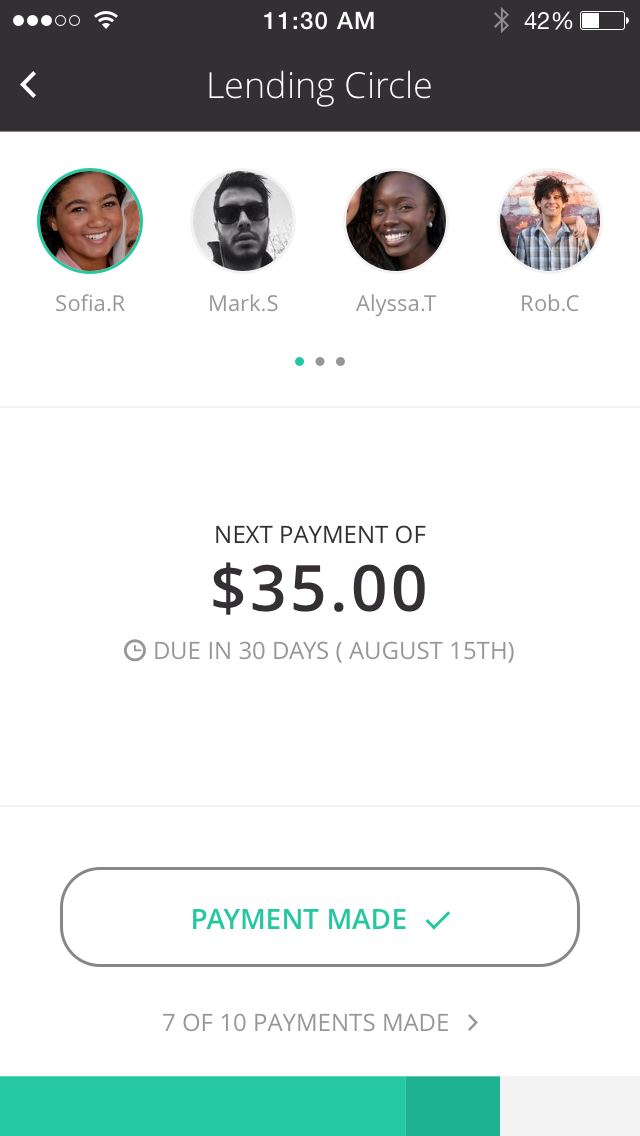 11:30 AM
42%
Lending Circle
Sofia.R
Mark.S
Alyssa.T
Rob.C
NEXT PAYMENT OF
$35.00
DUE IN 30 DAYS ( AUGUST 15TH)
PAYMENT MADE
7 OF 10 PAYMENTS MADE